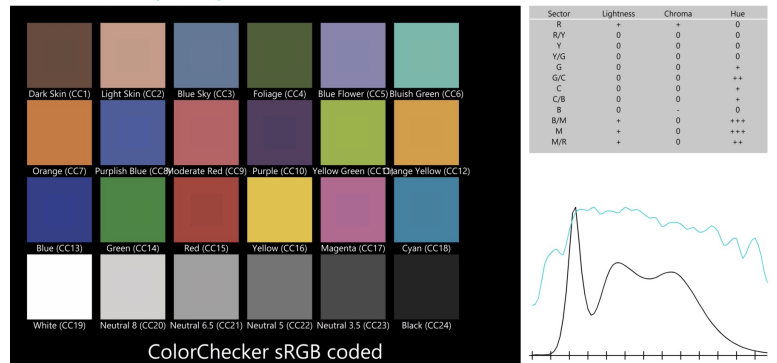 Dark Skin (CC1) Light Skin (CC2) Blue Sky (CC3) Foliage (CC4) Blue Flower (CC5) Bluish Green (CC6)
Orange (CC7) Purplish Blue (CC8) Moderate Red (CC9) Purple (CC10) Yellow Green (CC11) Orange Yellow (CC12)
Blue (CC13) Green (CC14) Red (CC15) Yellow (CC16) Magenta (CC17) Cyan (CC18)
White (CC19) Neutral 8 (CC20) Neutral 6.5 (CC21) Neutral 5 (CC22) Neutral 3.5 (CC23) Black (CC24)
ColorChecker sRGB coded
Sector Lightness Chroma Hue
R + + 0
R/Y 0 0 0
Y 0 0 0
Y/G 0 0 0
G 0 0 +
G/C 0 0 ++
C 0 0 +
C/B 0 0 +
B 0 - 0
B/M + 0 +++
M + 0 +++
M/R + 0 ++